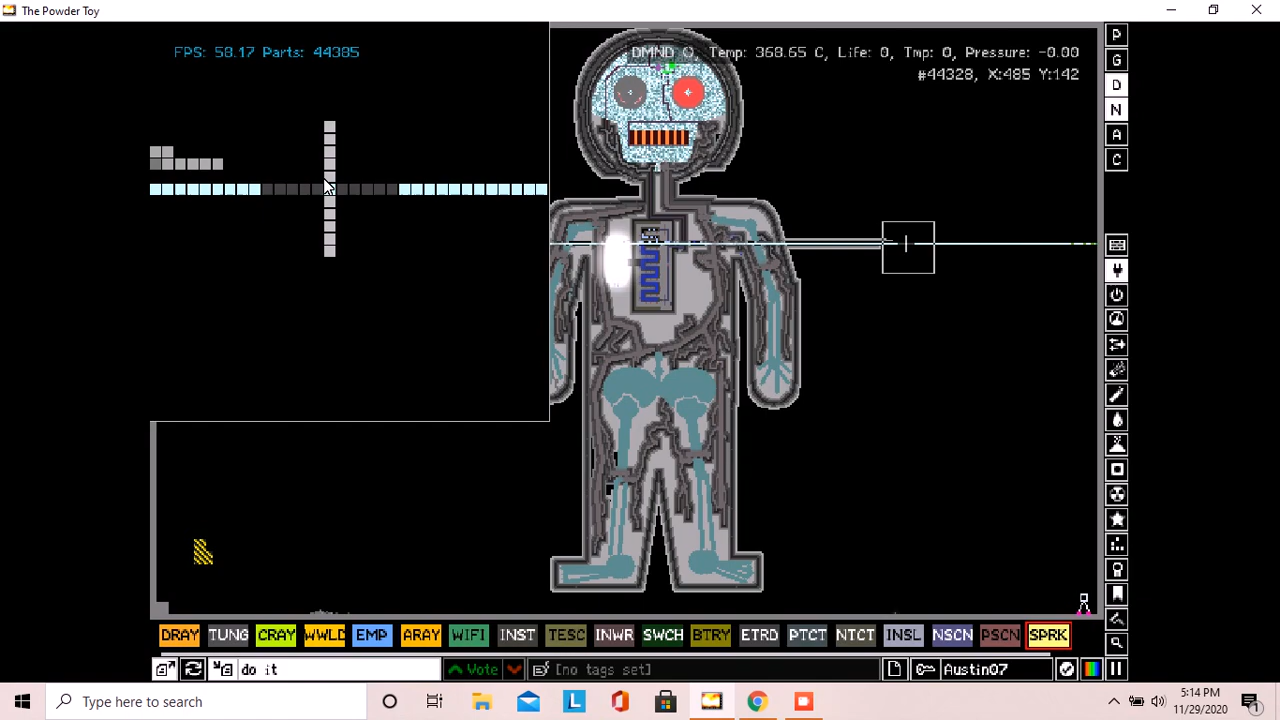 The Powder Toy
FPS: 58.17 Parts: 44385
DMND (), Temp: 368.65 C, Life: 0, Tmp: 0, Pressure: -0.00
#44328, X:485 Y:142
P
G
D
N
A
C
DRAY TUNG CRAY WWLD EMP ARAY WIFI INST TESC INWR SWCH BTRY ETRD PTCT NTCT INSL NSCN PSCN SPRK
do it Vote [no tags set] Austin07
Type here to search
5:14 PM
11/29/2020